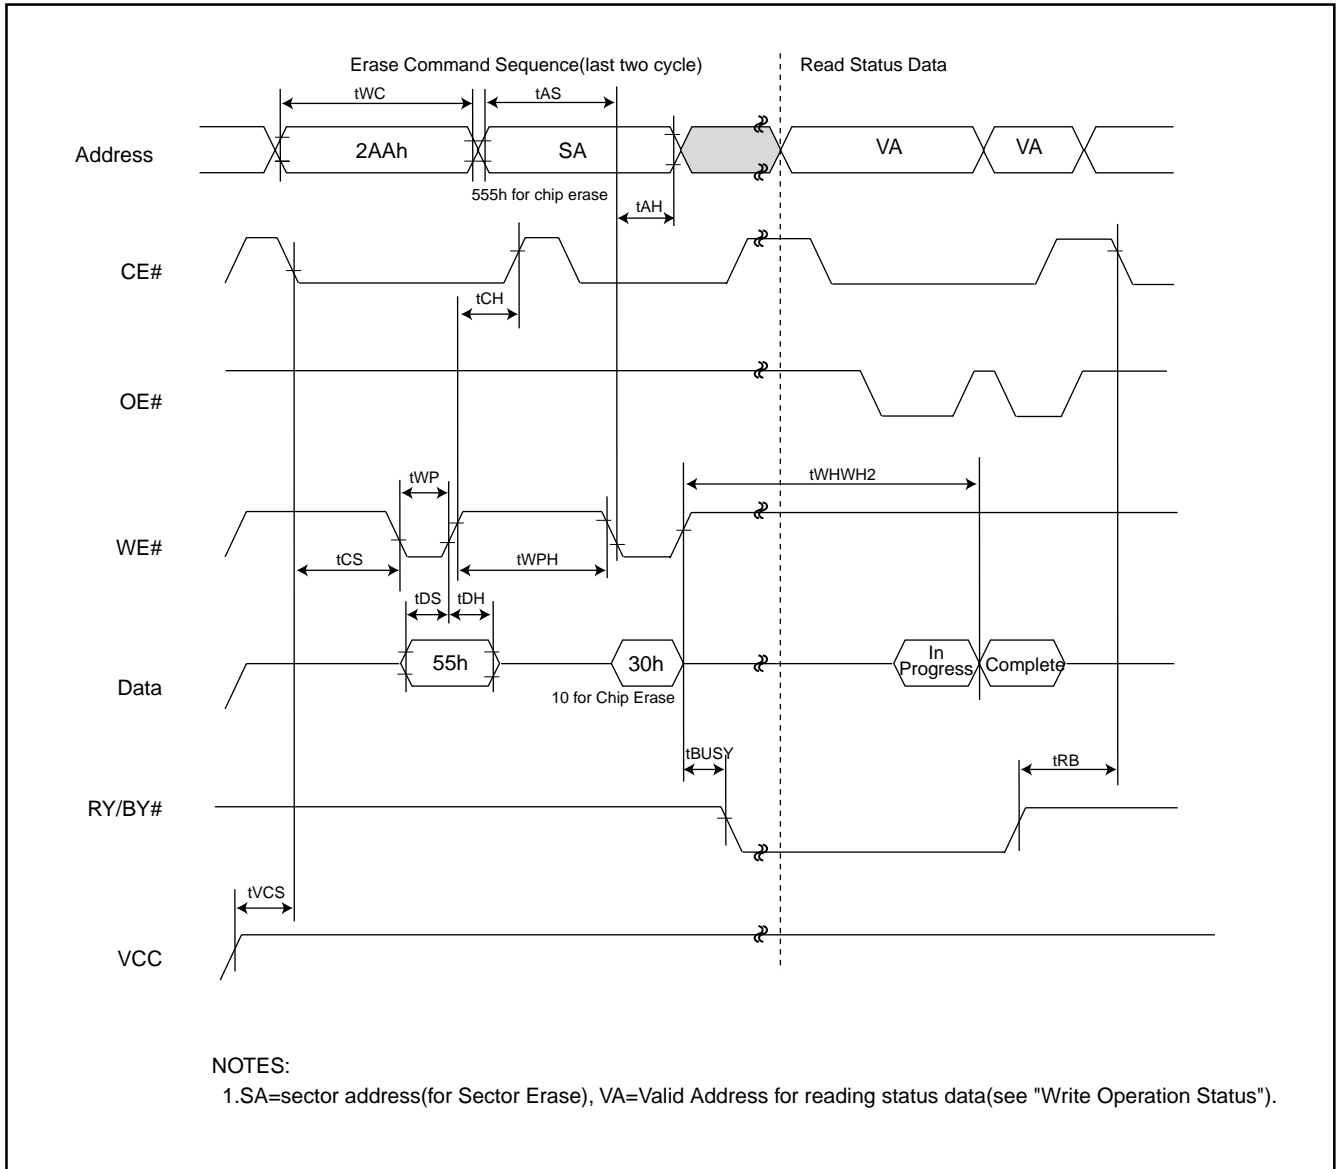 Erase Command Sequence(last two cycle)
Read Status Data
tWC
tAS
Address
2AAh
SA
VA
VA
555h for chip erase
tAH
CE#
tCH
OE#
tWP
tWHWH2
WE#
tCS
tWPH
tDS
tDH
Data
55h
30h
In
Progress
Complete
10 for Chip Erase
tBUSY
tRB
RY/BY#
tVCS
VCC
NOTES:
1.SA=sector address(for Sector Erase), VA=Valid Address for reading status data(see "Write Operation Status").